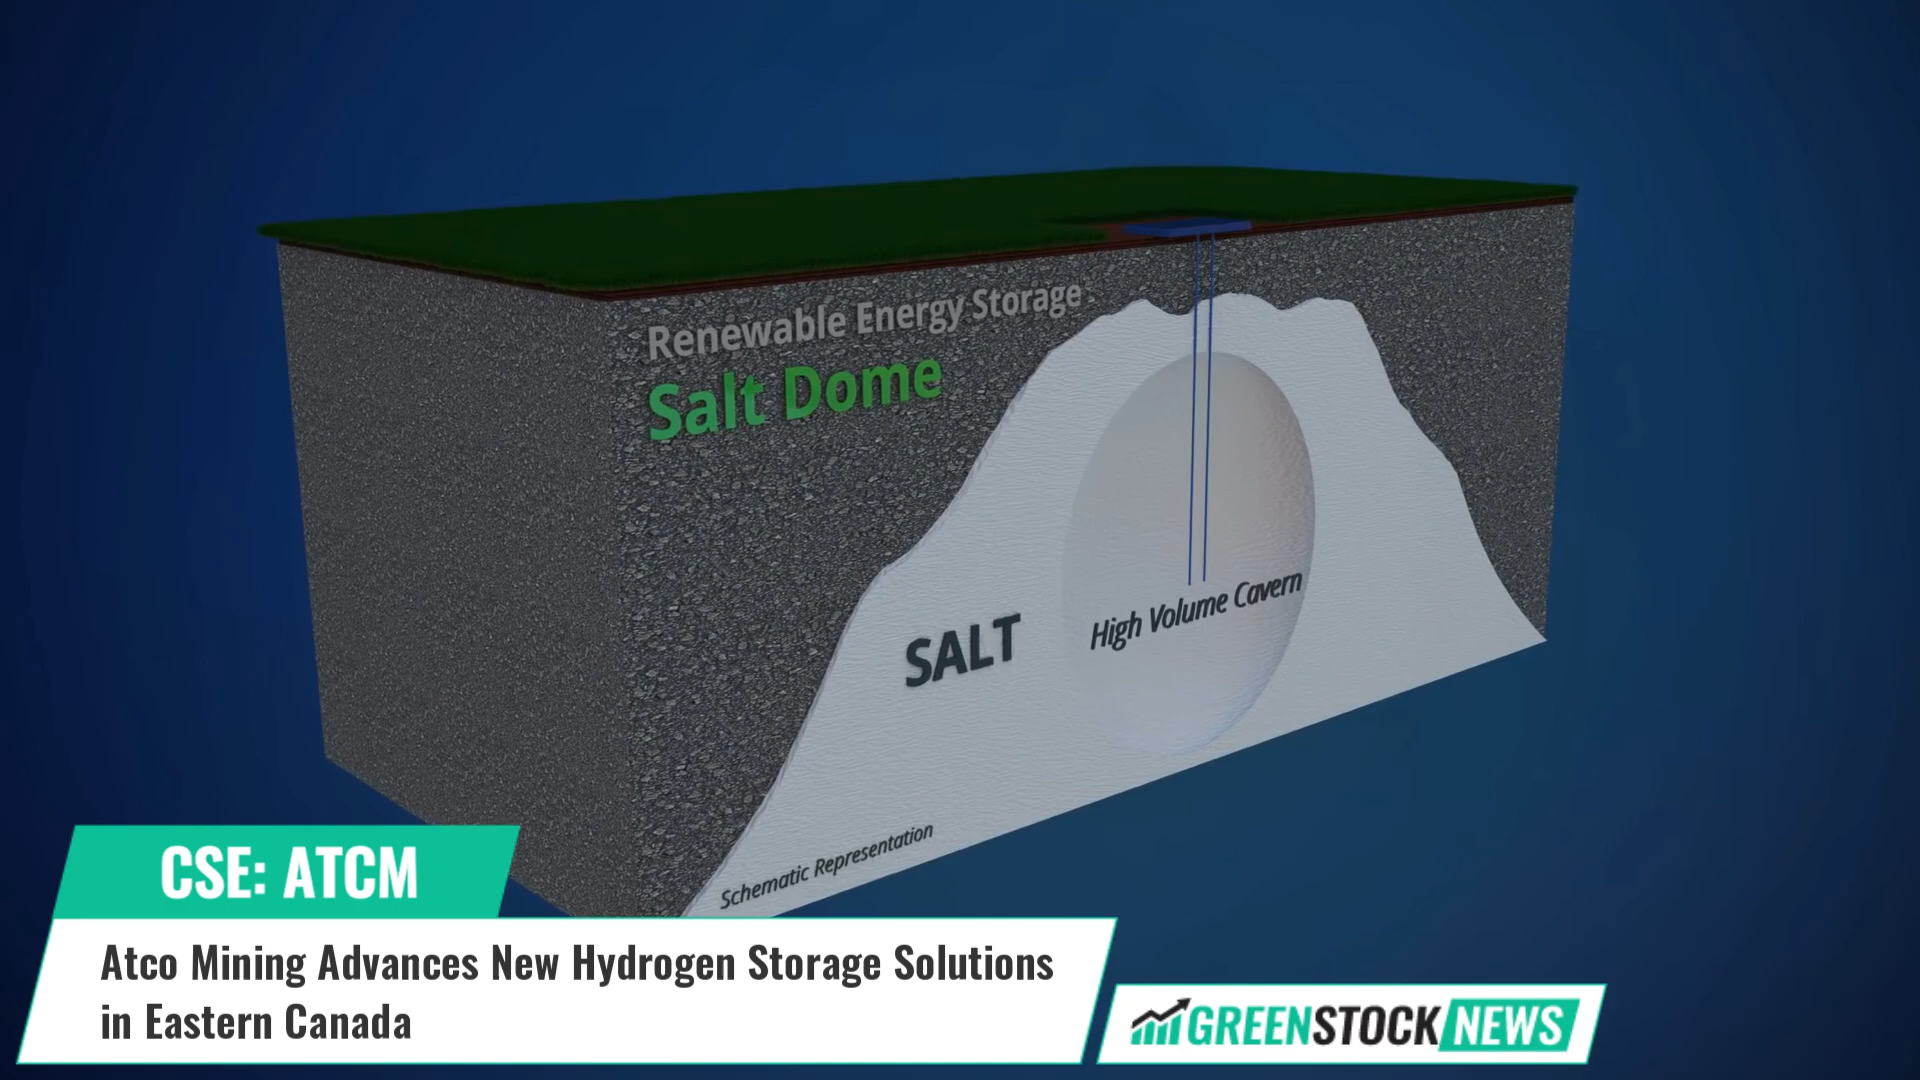 Renewable Energy Storage
Salt Dome
SALT
High Volume Cavern
Schematic Representation
CSE: ATCM
Atco Mining Advances New Hydrogen Storage Solutions
in Eastern Canada
GREENSTOCK NEWS